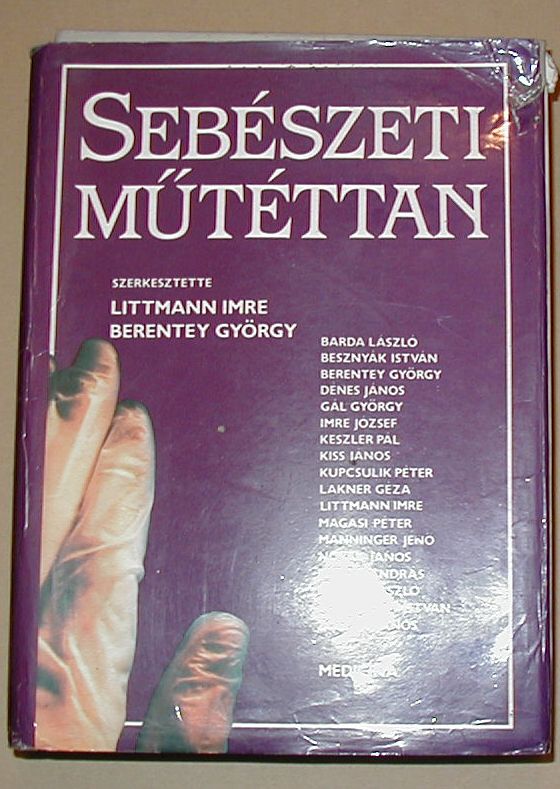 SEBÉSZETI
MŰTÉTTAN
SZERKESZTETTE
LITTMANN IMRE
BERENTEY GYÖRGY
BARDA LÁSZLÓ
BESZNYÁK ISTVÁN
BERENTEY GYÖRGY
DÉNES JÁNOS
GÁL GYÖRGY
IMRE JÓZSEF
KESZLER PÁL
KISS JÁNOS
KUPCSULIK PÉTER
LAKNER GÉZA
LITTMANN IMRE
MAGASI PÉTER
MANNINGER JENŐ